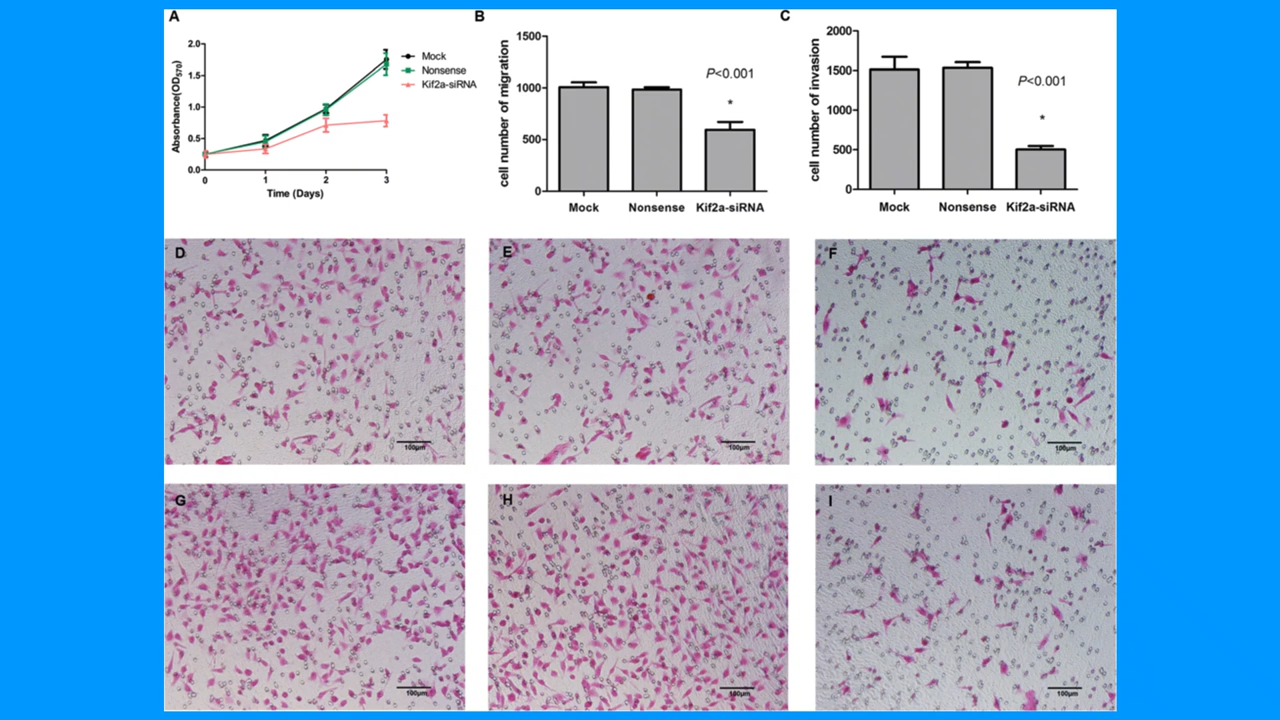 A
Absorbance(OD570)
2.0
1.5
1.0
0.5
0.0
0 1 2 3
Time (Days)
Mock
Nonsense
Kif2a-siRNA
B
cell number of migration
1500
1000
500
0
P<0.001
*
Mock Nonsense Kif2a-siRNA
C
cell number of invasion
2000
1500
1000
500
0
P<0.001
*
Mock Nonsense Kif2a-siRNA
D
100μm
E
100μm
F
100μm
G
100μm
H
100μm
I
100μm